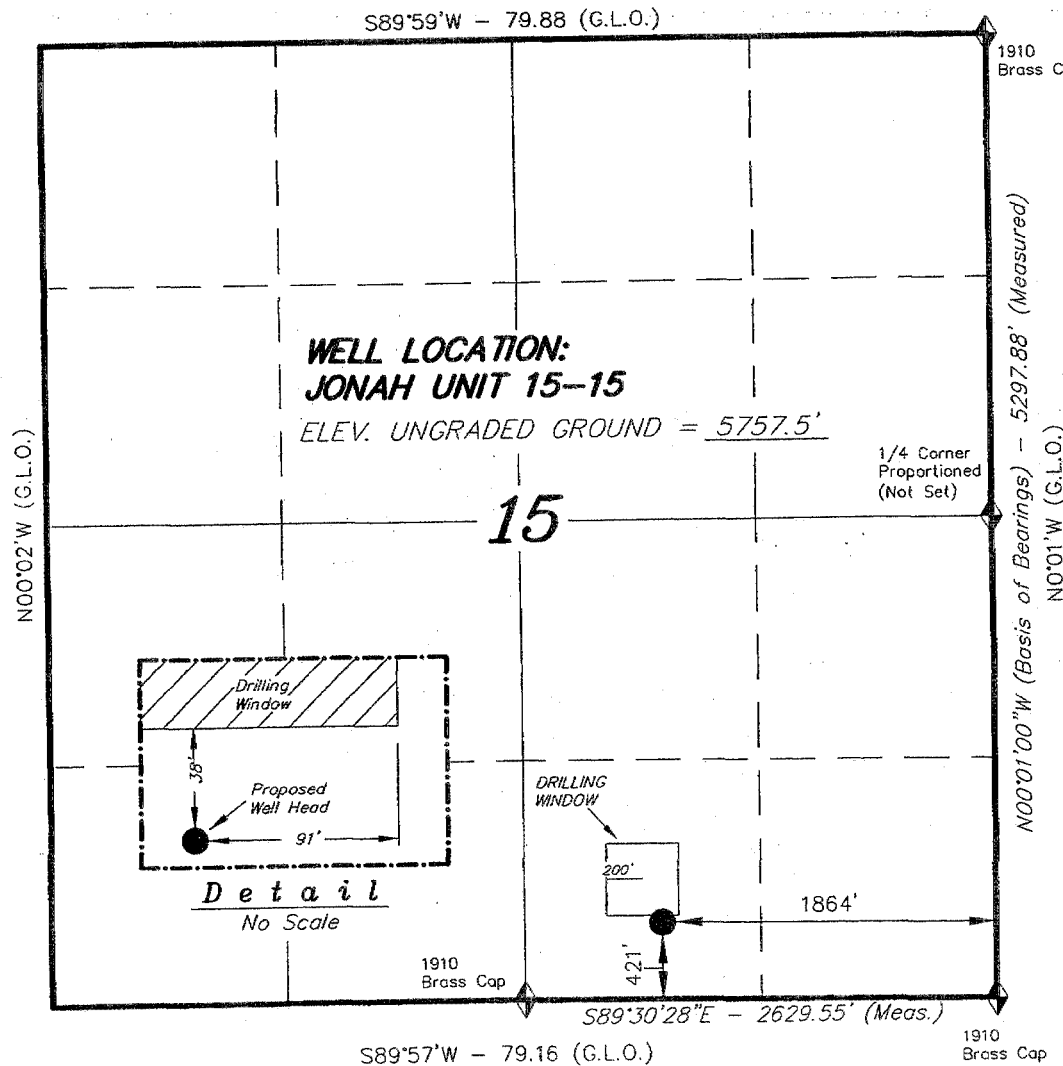 S89°59'W - 79.88 (G.L.O.)
1910
Brass C
WELL LOCATION:
JONAH UNIT 15-15
ELEV. UNGRADED GROUND = 5757.5'
N00°02'W (G.L.O.)
15
1/4 Corner
Proportioned
(Not Set)
N00°01'00"W (Basis of Bearings) - 5297.88' (Measured)
N0°01'W (G.L.O.)
Drilling
Window
38'
Proposed
Well Head
91'
Detail
No Scale
DRILLING
WINDOW
200'
1864'
421'
1910
Brass Cap
S89°30'28"E - 2629.55' (Meas.)
S89°57'W - 79.16 (G.L.O.)
1910
Brass Cap